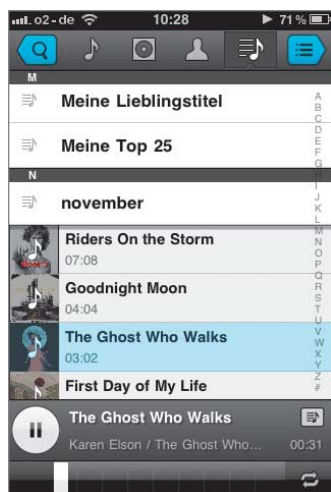 o2-de 10:28 71%
M
Meine Lieblingstitel
Meine Top 25
N
november
Riders On the Storm
07:08
Goodnight Moon
04:04
The Ghost Who Walks
03:02
First Day of My Life
A
B
C
D
E
F
G
H
I
J
K
L
M
N
O
P
Q
R
S
T
U
V
W
X
Y
Z
#
The Ghost Who Walks
Karen Elson / The Ghost Who...
00:31